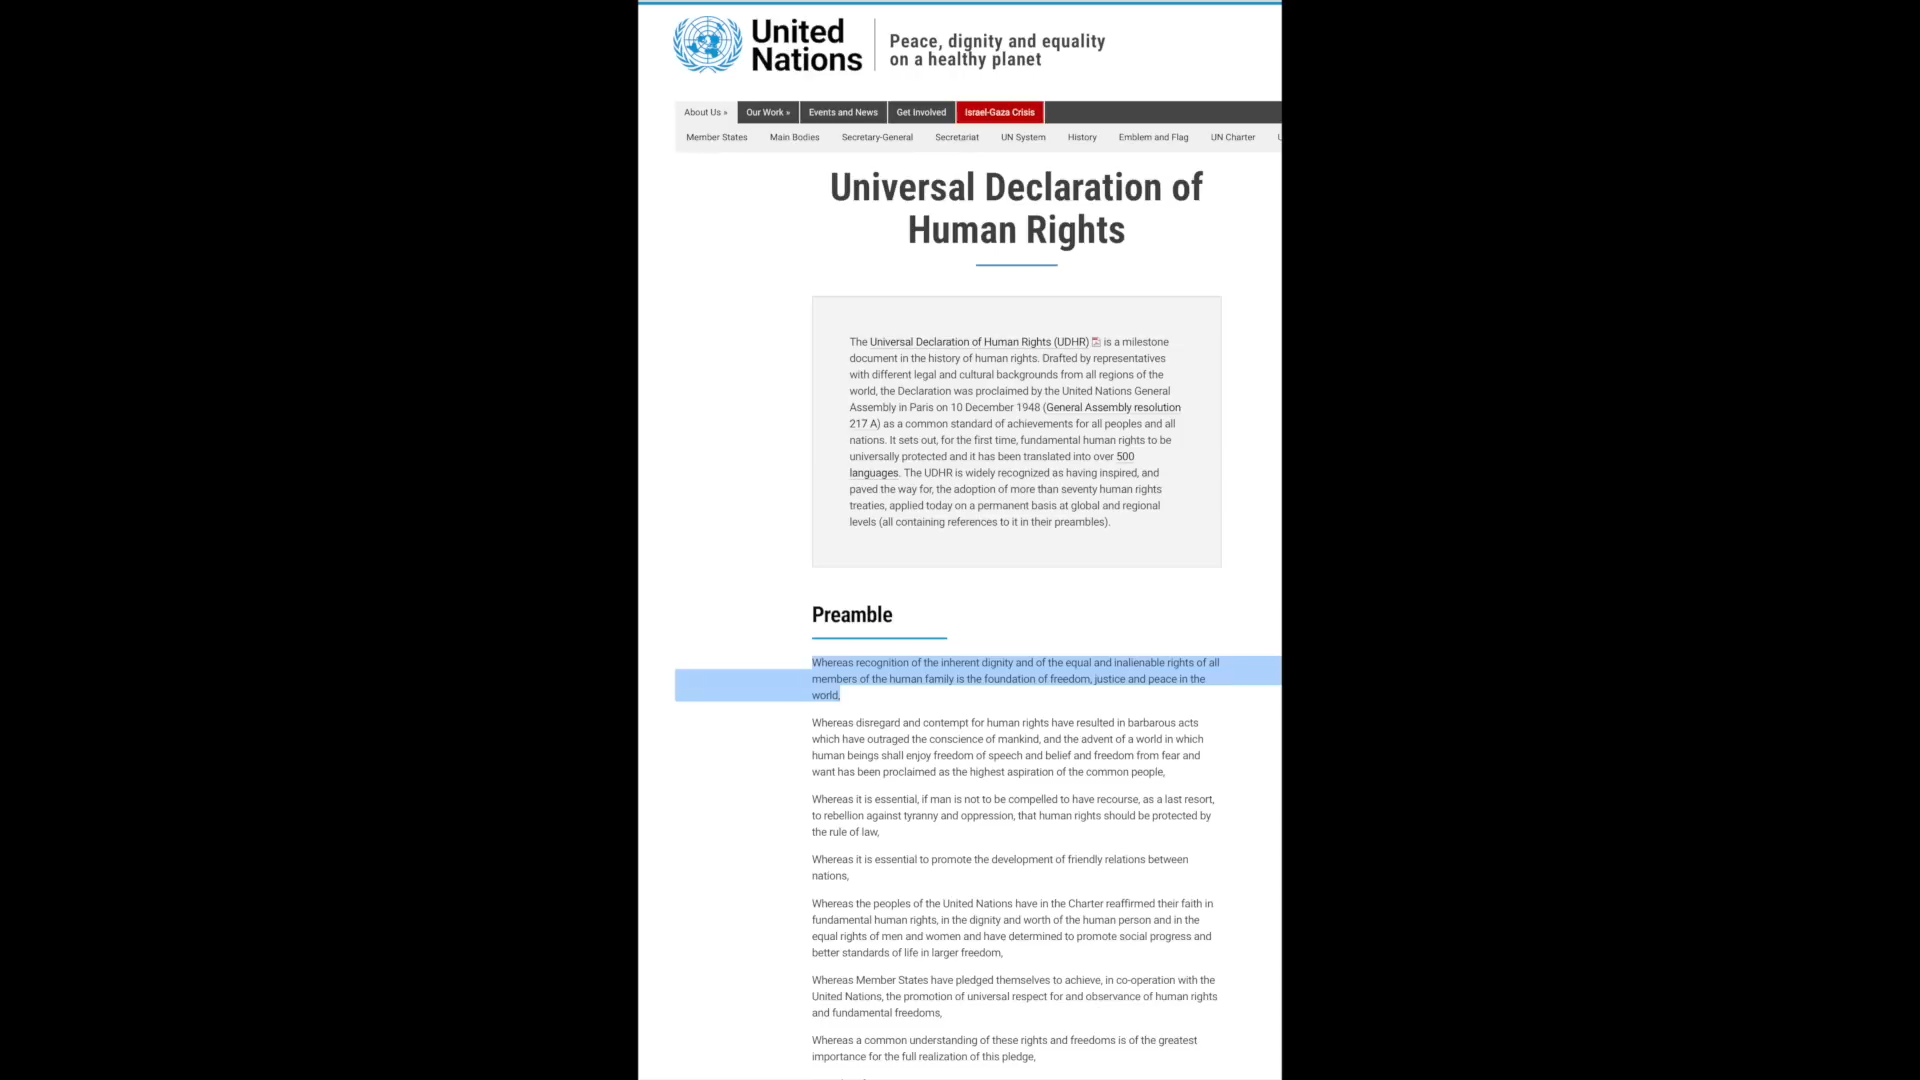 United
Nations
Peace, dignity and equality
on a healthy planet
About Us »
Our Work »
Events and News
Get Involved
Israel-Gaza Crisis
Member States
Main Bodies
Secretary-General
Secretariat
UN System
History
Emblem and Flag
UN Charter
Universal Declaration of
Human Rights
The Universal Declaration of Human Rights (UDHR) is a milestone
document in the history of human rights. Drafted by representatives
with different legal and cultural backgrounds from all regions of the
world, the Declaration was proclaimed by the United Nations General
Assembly in Paris on 10 December 1948 (General Assembly resolution
217 A) as a common standard of achievements for all peoples and all
nations. It sets out, for the first time, fundamental human rights to be
universally protected and it has been translated into over 500
languages. The UDHR is widely recognized as having inspired, and
paved the way for, the adoption of more than seventy human rights
treaties, applied today on a permanent basis at global and regional
levels (all containing references to it in their preambles).
Preamble
Whereas recognition of the inherent dignity and of the equal and inalienable rights of all
members of the human family is the foundation of freedom, justice and peace in the
world,
Whereas disregard and contempt for human rights have resulted in barbarous acts
which have outraged the conscience of mankind, and the advent of a world in which
human beings shall enjoy freedom of speech and belief and freedom from fear and
want has been proclaimed as the highest aspiration of the common people,
Whereas it is essential, if man is not to be compelled to have recourse, as a last resort,
to rebellion against tyranny and oppression, that human rights should be protected by
the rule of law,
Whereas it is essential to promote the development of friendly relations between
nations,
Whereas the peoples of the United Nations have in the Charter reaffirmed their faith in
fundamental human rights, in the dignity and worth of the human person and in the
equal rights of men and women and have determined to promote social progress and
better standards of life in larger freedom,
Whereas Member States have pledged themselves to achieve, in co-operation with the
United Nations, the promotion of universal respect for and observance of human rights
and fundamental freedoms,
Whereas a common understanding of these rights and freedoms is of the greatest
importance for the full realization of this pledge,